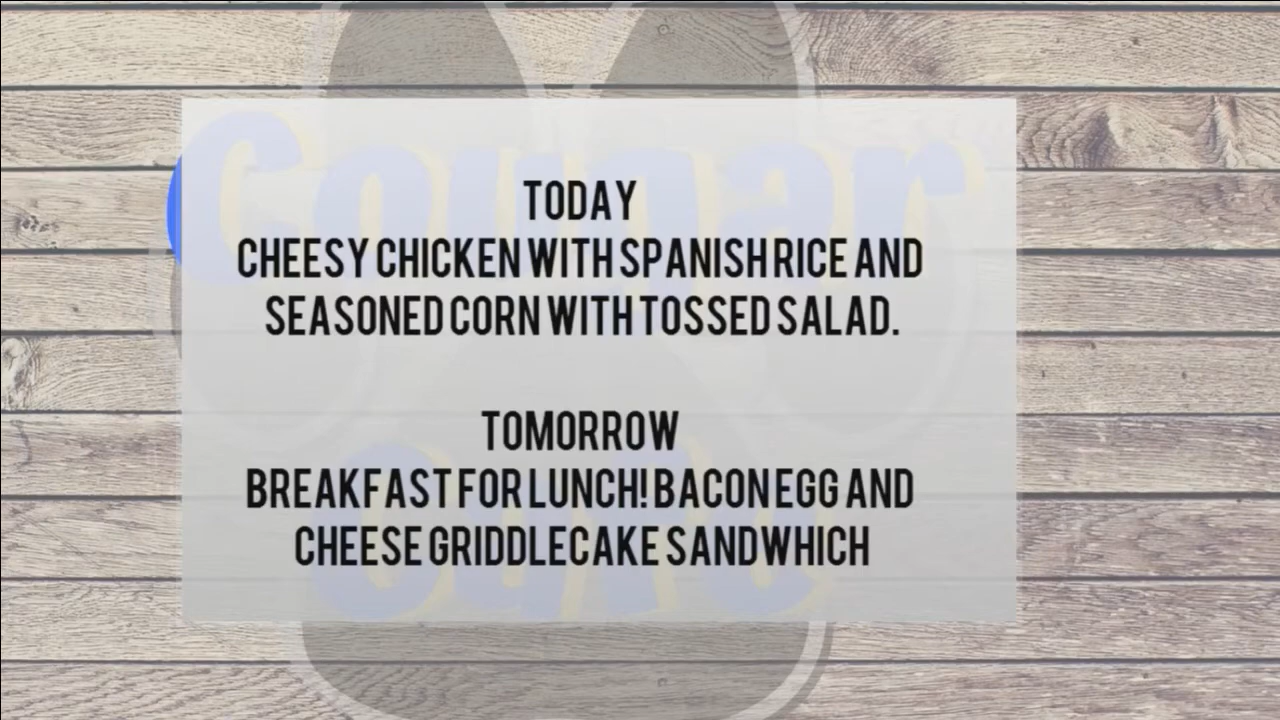 Cougar
TODAY
CHEESY CHICKEN WITH SPANISH RICE AND
SEASONED CORN WITH TOSSED SALAD.
TOMORROW
BREAKFAST FOR LUNCH! BACON EGG AND
CHEESE GRIDDLECAKE SANDWHICH